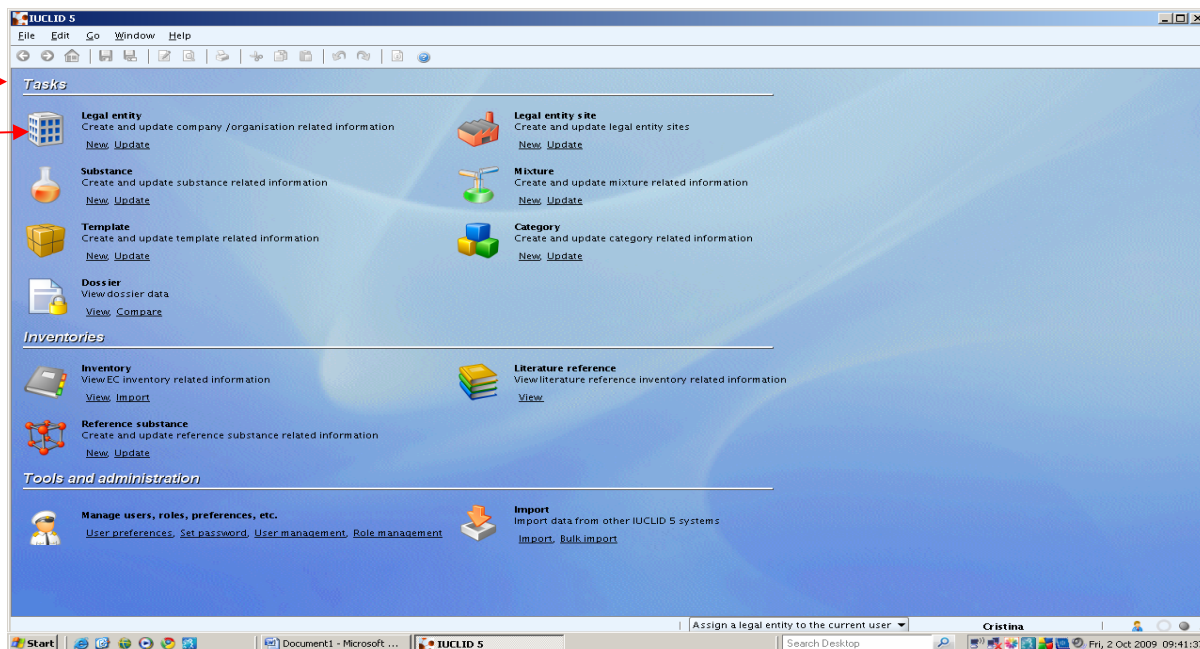 IUCLID 5
File Edit Go Window Help
Tasks
Legal entity
Create and update company /organisation related information
New, Update
Legal entity site
Create and update legal entity sites
New, Update
Substance
Create and update substance related information
New, Update
Mixture
Create and update mixture related information
New, Update
Template
Create and update template related information
New, Update
Category
Create and update category related information
New, Update
Dossier
View dossier data
View, Compare
Inventories
Inventory
View EC inventory related information
View, Import
Literature reference
View literature reference inventory related information
View
Reference substance
Create and update reference substance related information
New, Update
Tools and administration
Manage users, roles, preferences, etc.
User preferences, Set password, User management, Role management
Import
Import data from other IUCLID 5 systems
Import, Bulk import
Assign a legal entity to the current user Cristina
Start Document1 - Microsoft ... IUCLID 5 Search Desktop Fri, 2 Oct 2009 09:41:3